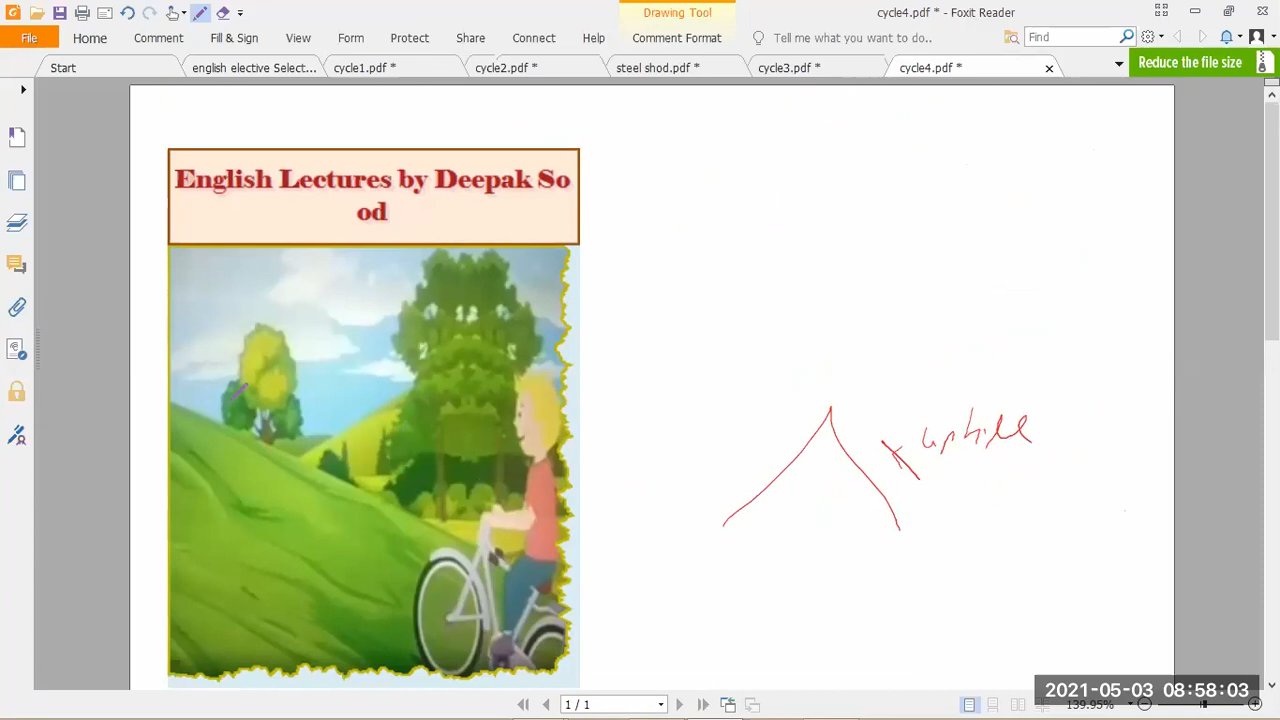 Drawing Tool
cycle4.pdf * - Foxit Reader
File Home Comment Fill & Sign View Form Protect Share Connect Help Comment Format Tell me what you want to do.. Find
Start english elective Select... cycle1.pdf * cycle2.pdf * steel shod.pdf * cycle3.pdf * cycle4.pdf * Reduce the file size
English Lectures by Deepak So
od
uphill
1 / 1
139.95%
2021-05-03 08:58:03